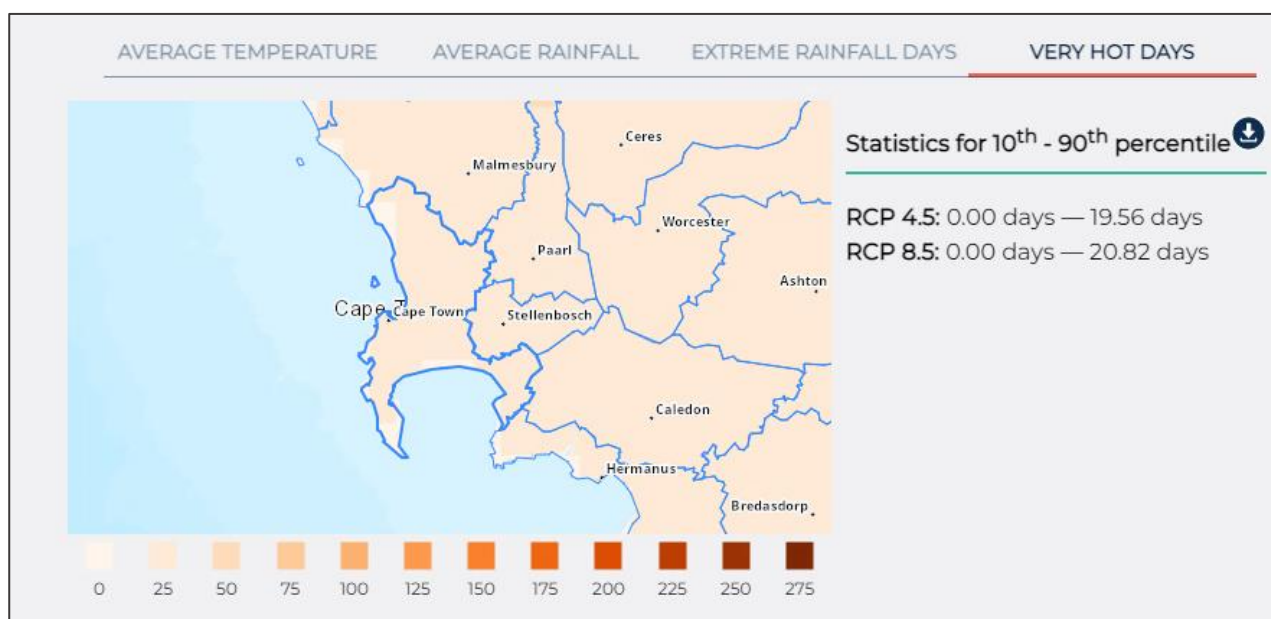 AVERAGE TEMPERATURE AVERAGE RAINFALL EXTREME RAINFALL DAYS VERY HOT DAYS
Statistics for 10th - 90th percentile
RCP 4.5: 0.00 days — 19.56 days
RCP 8.5: 0.00 days — 20.82 days
Ceres
Malmesbury
Worcester
Paarl
Ashton
Cape T
Cape Town
Stellenbosch
Caledon
Hermanus
Bredasdorp
0 25 50 75 100 125 150 175 200 225 250 275